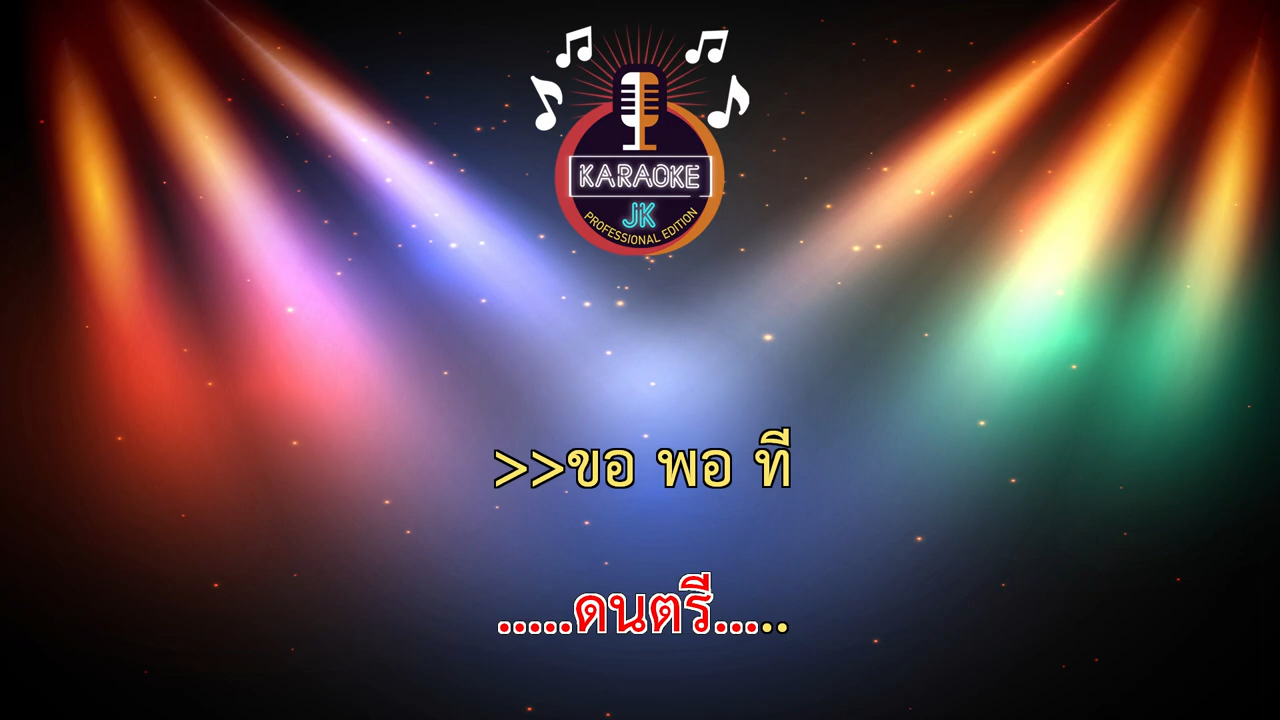 KARAOKE
JK
PROFESSIONAL EDITION
>>ขอ พอ ที
.....ดนตรี.....